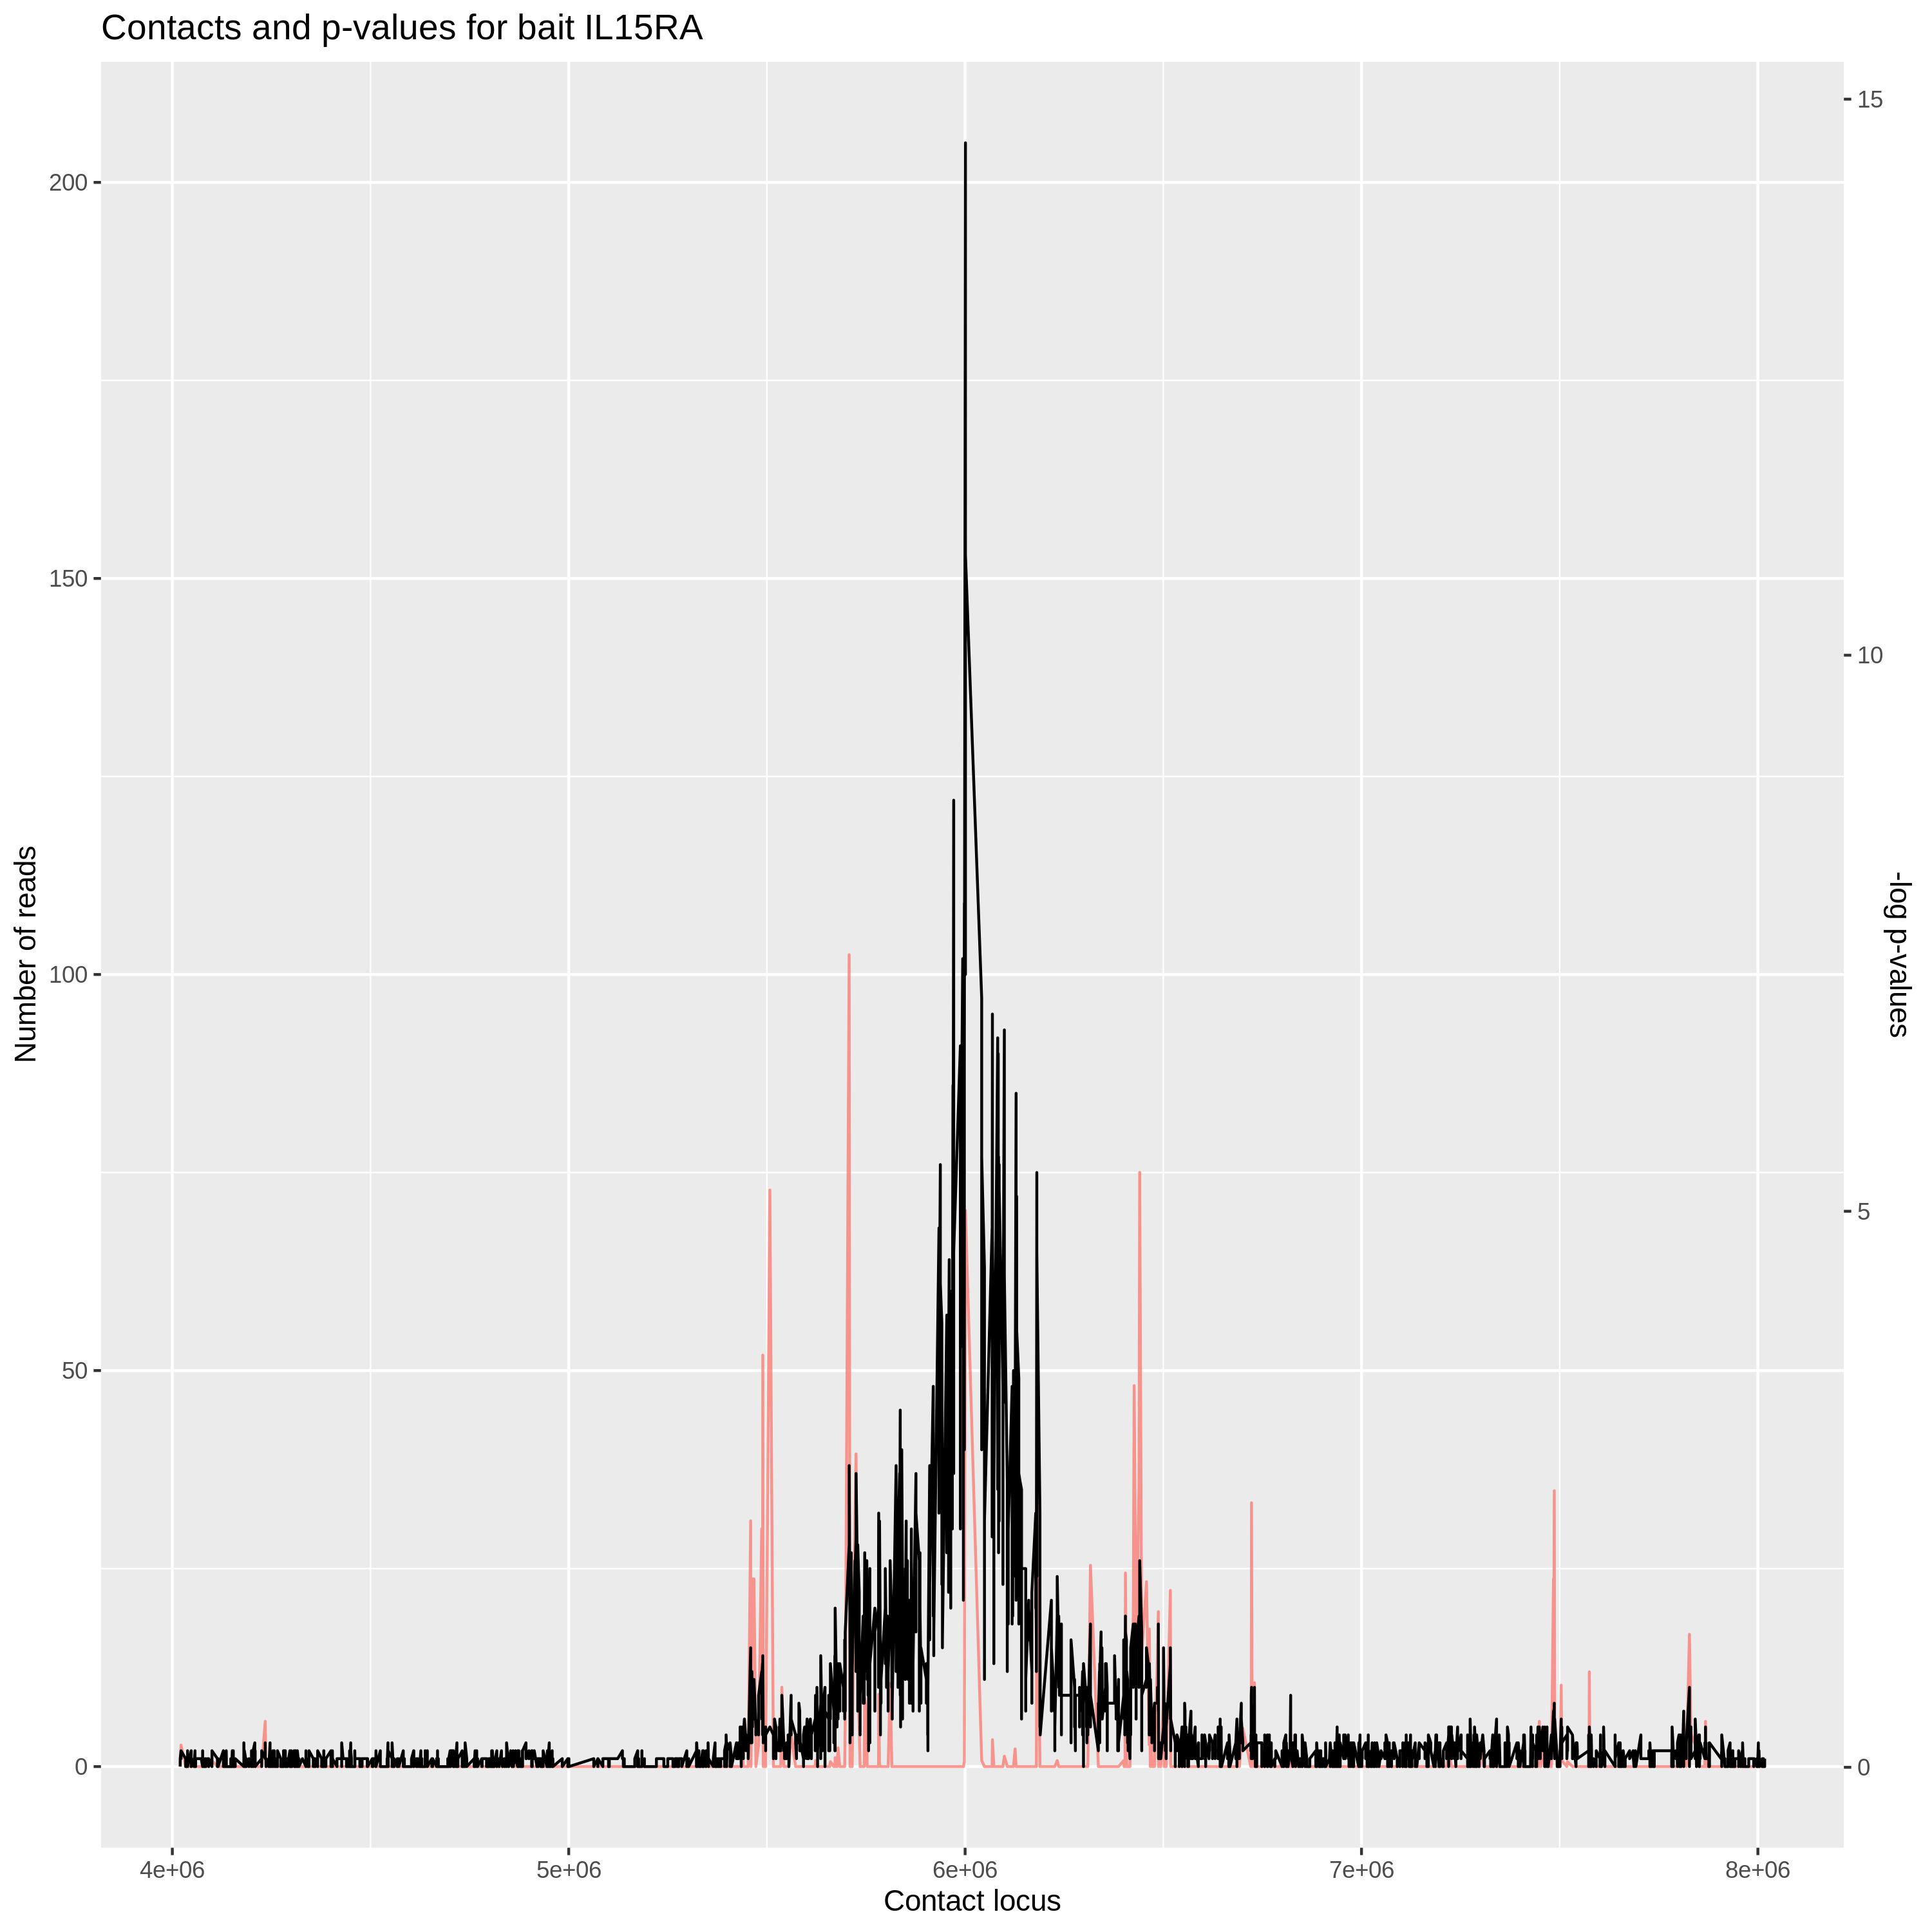 Contacts and p-values for bait IL15RA
Number of reads
200
150
100
50
0
15
10
5
0
-log p-values
4e+06
5e+06
6e+06
7e+06
8e+06
Contact locus